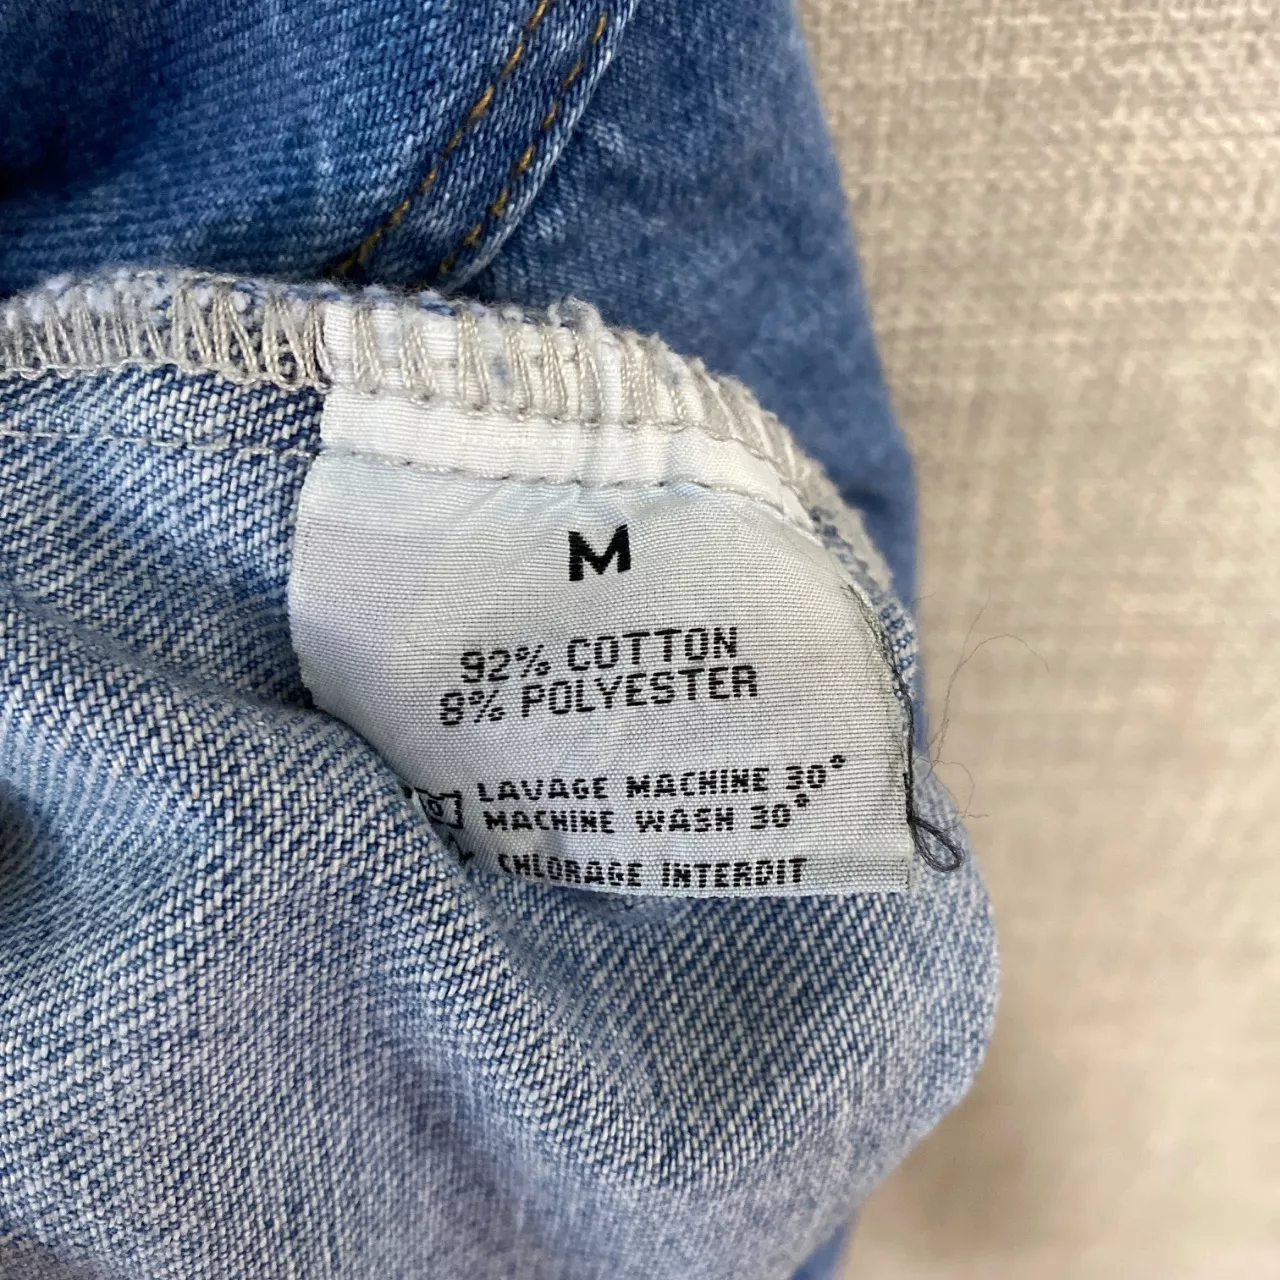 M
92% COTTON
8% POLYESTER
LAVAGE MACHINE 30°
MACHINE WASH 30°
CHLORAGE INTERDIT